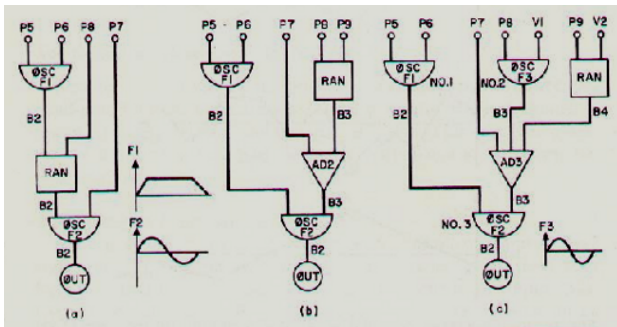 P5 P6 P8 P7
ØSC
F1
B2
RAN
B2
ØSC
F2
B2
ØUT
(a)
F1
F2
P5 P6 P7 P8 P9
ØSC
F1
RAN
B2
B3
AD2
B3
ØSC
F2
B2
ØUT
(b)
P5 P6 P7 P8 V1 P9 V2
ØSC
F1
NO.1
NO.2
ØSC
F3
RAN
B2
B3
B4
AD3
B3
NO. 3
ØSC
F2
B2
ØUT
F3
(c)